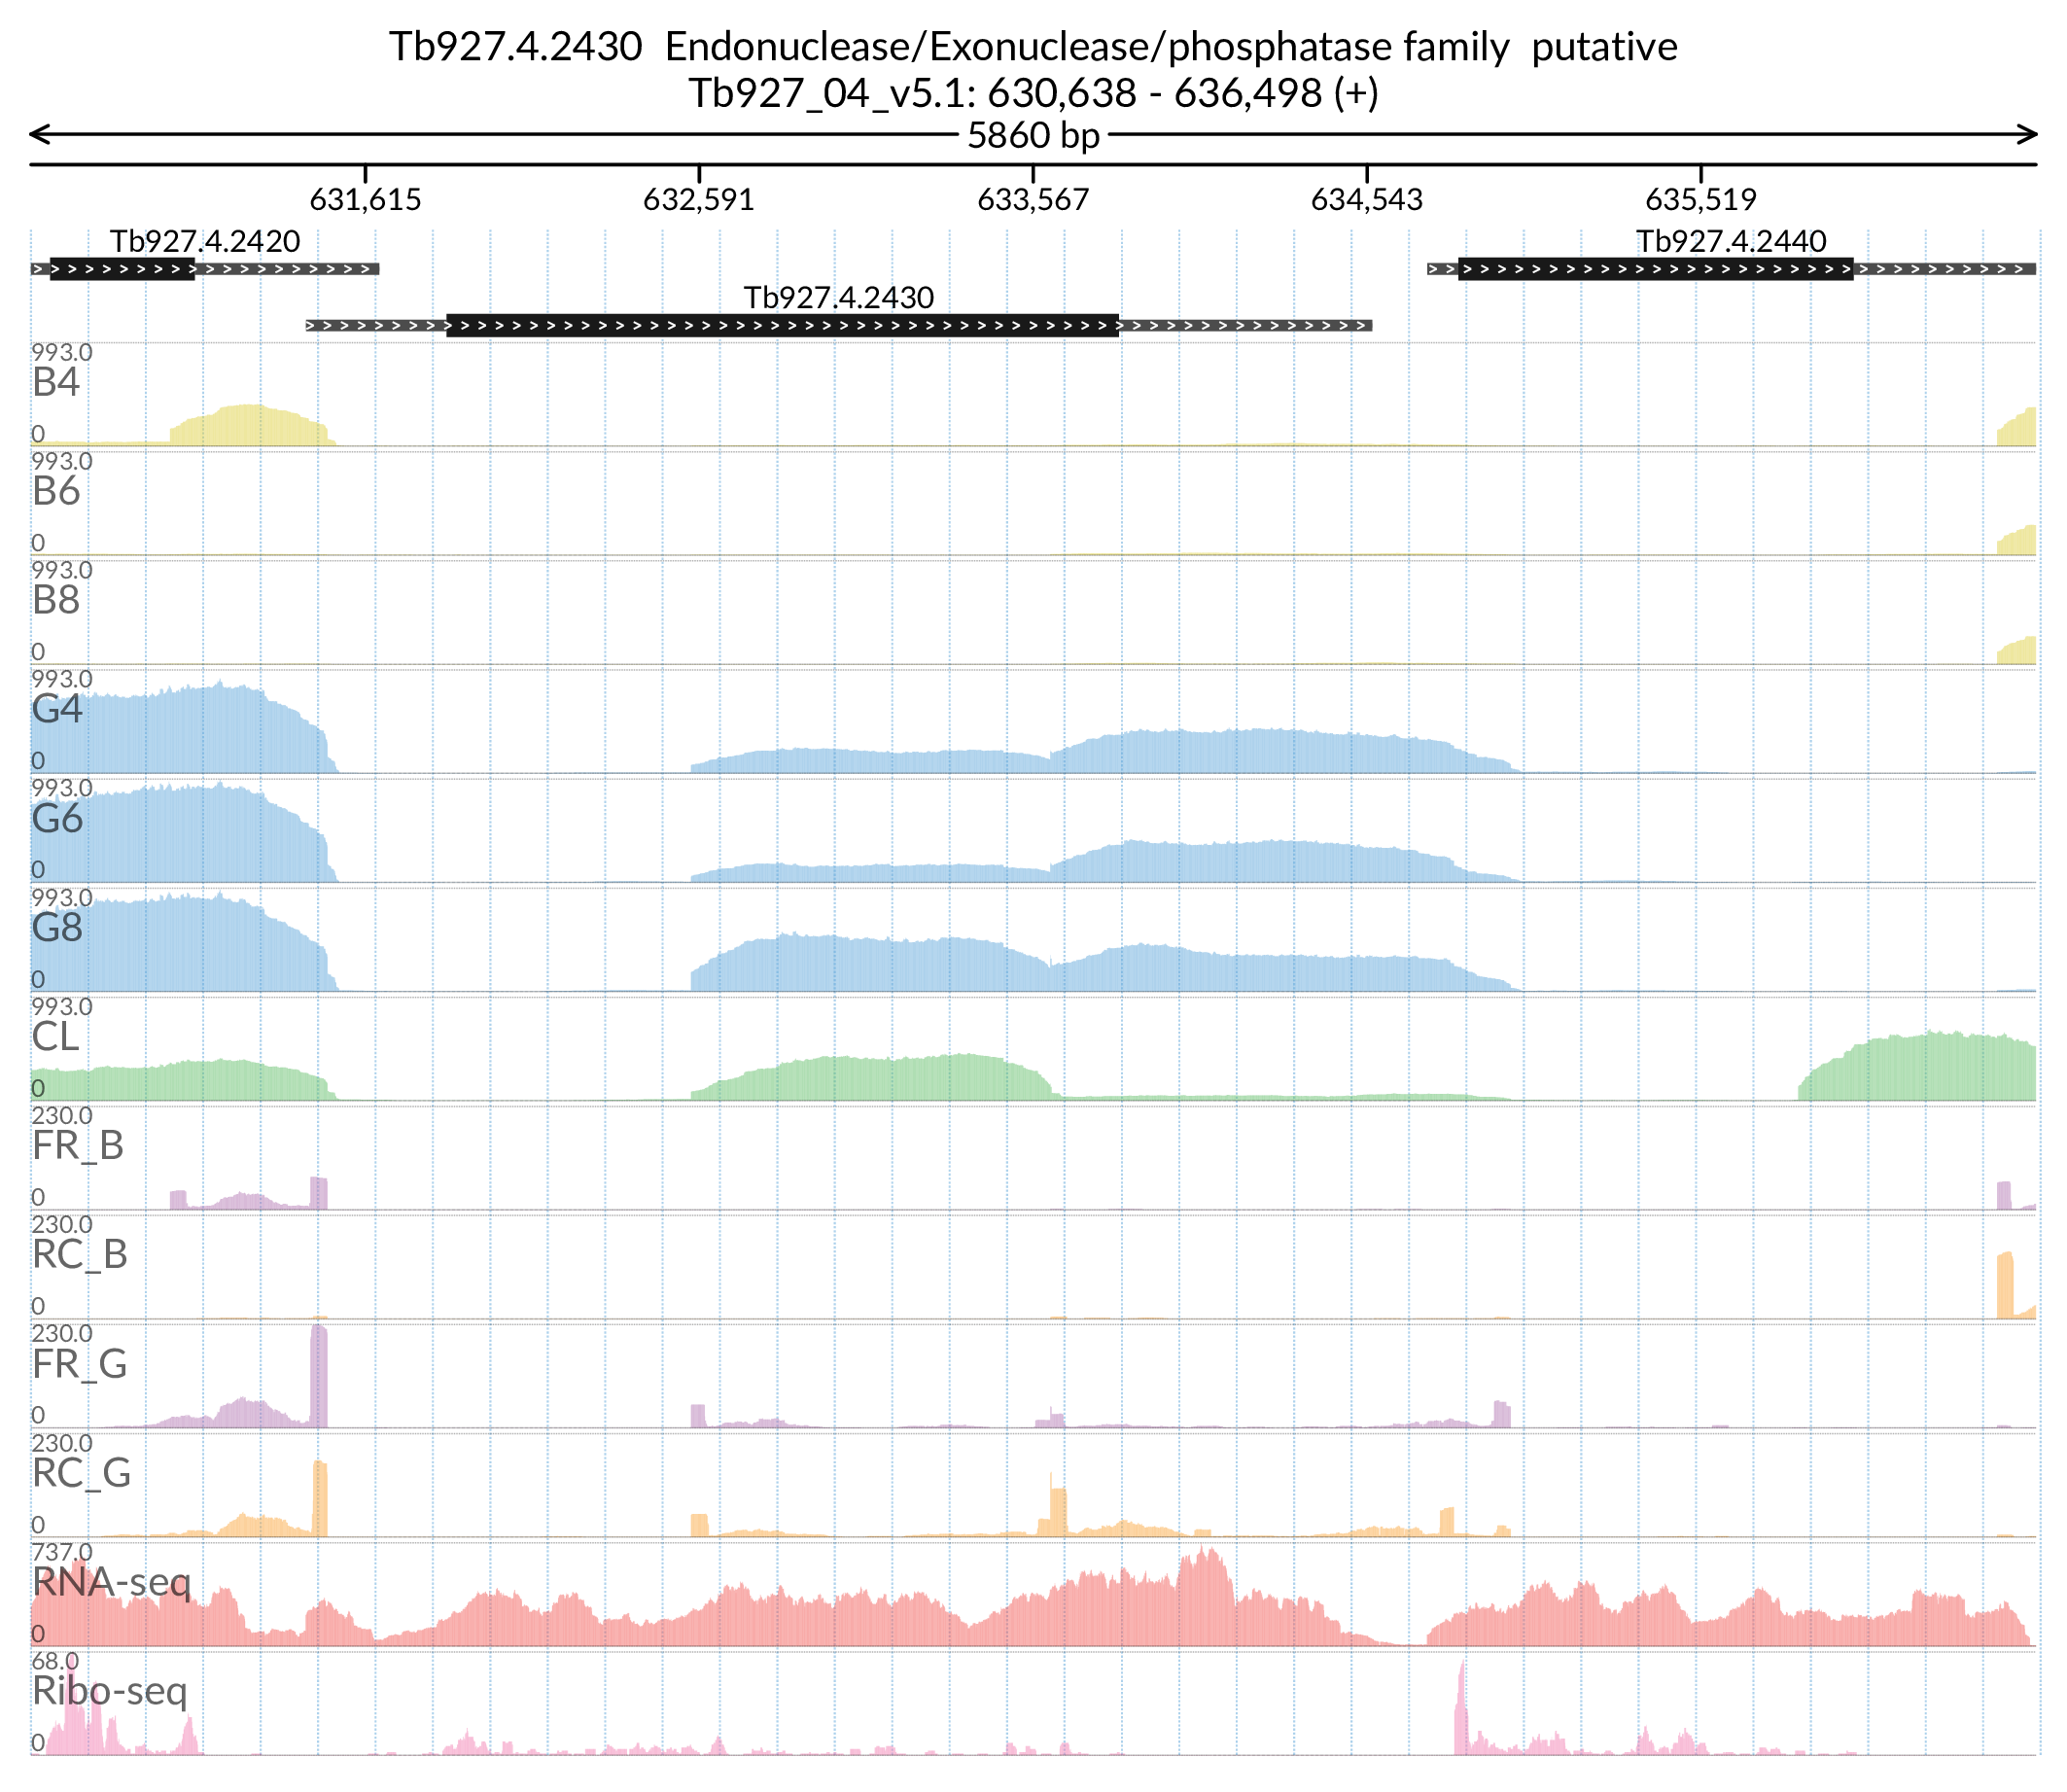 Tb927.4.2430  Endonuclease/Exonuclease/phosphatase family  putative
Tb927_04_v5.1: 630,638 - 636,498 (+)
5860 bp
631,615 632,591 633,567 634,543 635,519
Tb927.4.2420 Tb927.4.2440
Tb927.4.2430
993.0
B4
0
993.0
B6
0
993.0
B8
0
993.0
G4
0
993.0
G6
0
993.0
G8
0
993.0
CL
0
230.0
FR_B
0
230.0
RC_B
0
230.0
FR_G
0
230.0
RC_G
0
737.0
RNA-seq
0
68.0
Ribo-seq
0